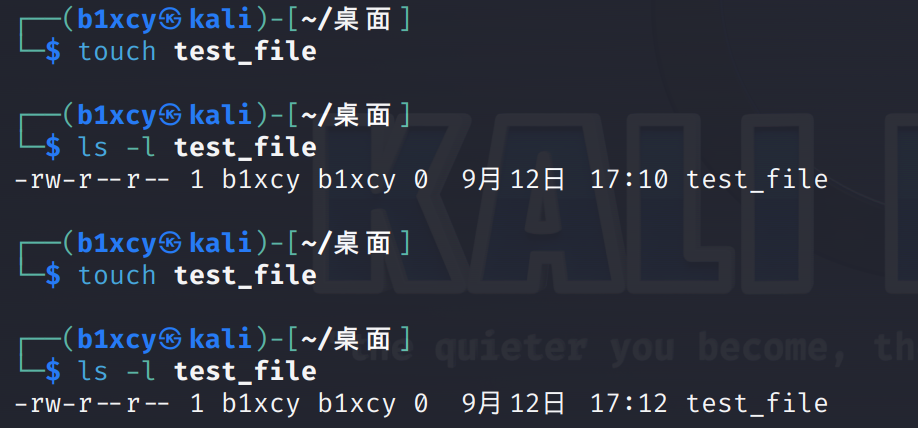 ┌──(b1xcy㉿kali)-[~/桌面]
└─$ touch test_file
┌──(b1xcy㉿kali)-[~/桌面]
└─$ ls -l test_file
-rw-r--r-- 1 b1xcy b1xcy 0  9月12日 17:10 test_file
┌──(b1xcy㉿kali)-[~/桌面]
└─$ touch test_file
┌──(b1xcy㉿kali)-[~/桌面]
└─$ ls -l test_file
-rw-r--r-- 1 b1xcy b1xcy 0  9月12日 17:12 test_file
KALI
the quieter you become, th